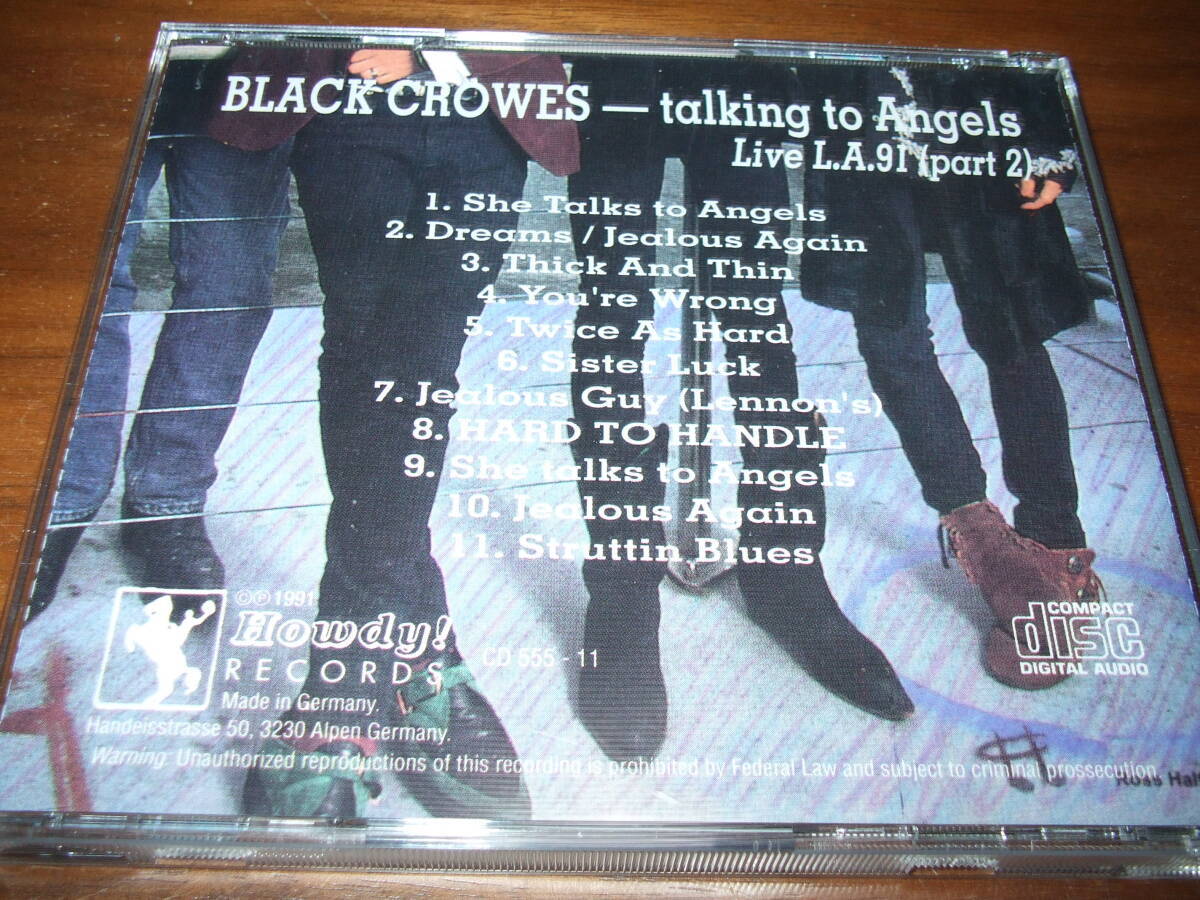 BLACK CROWES — talking to Angels
Live L.A.91 (part 2)
1. She Talks to Angels
2. Dreams / Jealous Again
3. Thick And Thin
4. You're Wrong
5. Twice As Hard
6. Sister Luck
7. Jealous Guy (Lennon's)
8. HARD TO HANDLE
9. She talks to Angels
10. Jealous Again
11. Struttin Blues
©℗ 1991
Howdy!
RECORDS
CD 555 - 11
Made in Germany.
Handeisstrasse 50, 3230 Alpen Germany.
Warning: Unauthorized reproductions of this recording is prohibited by Federal Law and subject to criminal prossecution.
COMPACT
disc
DIGITAL AUDIO
Ross